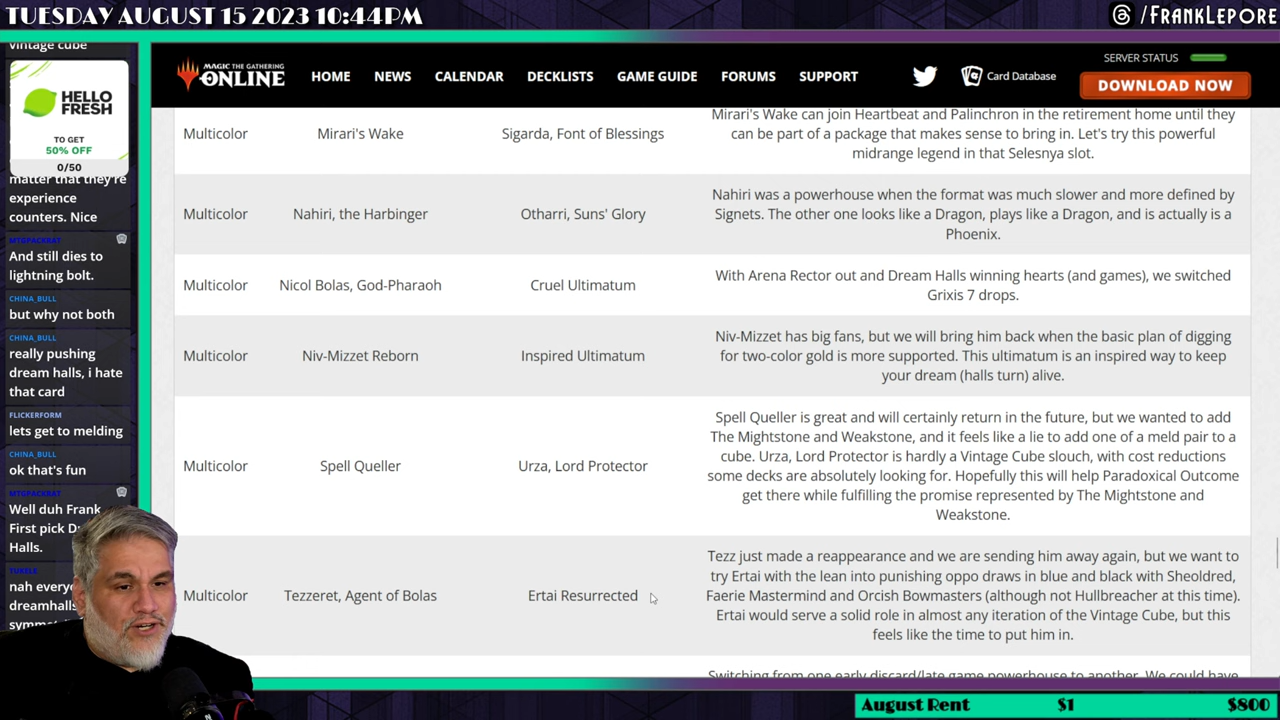 TUESDAY AUGUST 15 2023 10:44PM
/FRANKLEPORE
vintage cube
HELLO
FRESH
TO GET
50% OFF
0/50
matter that they're
experience
counters. Nice
MTGPACKRAT
And still dies to
lightning bolt.
CHINA_BULL
but why not both
CHINA_BULL
really pushing
dream halls, i hate
that card
FLICKERFORM
lets get to melding
CHINA_BULL
ok that's fun
MTGPACKRAT
Well duh Frank
First pick
Halls.
nah
MAGIC THE GATHERING
ONLINE
HOME
NEWS
CALENDAR
DECKLISTS
GAME GUIDE
FORUMS
SUPPORT
Card Database
SERVER STATUS
DOWNLOAD NOW
Multicolor
Mirari's Wake
Sigarda, Font of Blessings
Mirari's Wake can join Heartbeat and Palinchron in the retirement home until they
can be part of a package that makes sense to bring in. Let's try this powerful
midrange legend in that Selesnya slot.
Multicolor
Nahiri, the Harbinger
Otharri, Suns' Glory
Nahiri was a powerhouse when the format was much slower and more defined by
Signets. The other one looks like a Dragon, plays like a Dragon, and is actually is a
Phoenix.
Multicolor
Nicol Bolas, God-Pharaoh
Cruel Ultimatum
With Arena Rector out and Dream Halls winning hearts (and games), we switched
Grixis 7 drops.
Multicolor
Niv-Mizzet Reborn
Inspired Ultimatum
Niv-Mizzet has big fans, but we will bring him back when the basic plan of digging
for two-color gold is more supported. This ultimatum is an inspired way to keep
your dream (halls turn) alive.
Multicolor
Spell Queller
Urza, Lord Protector
Spell Queller is great and will certainly return in the future, but we wanted to add
The Mightstone and Weakstone, and it feels like a lie to add one of a meld pair to a
cube. Urza, Lord Protector is hardly a Vintage Cube slouch, with cost reductions
some decks are absolutely looking for. Hopefully this will help Paradoxical Outcome
get there while fulfilling the promise represented by The Mightstone and
Weakstone.
Multicolor
Tezzeret, Agent of Bolas
Ertai Resurrected
Tezz just made a reappearance and we are sending him away again, but we want to
try Ertai with the lean into punishing oppo draws in blue and black with Sheoldred,
Faerie Mastermind and Orcish Bowmasters (although not Hullbreacher at this time).
Ertai would serve a solid role in almost any iteration of the Vintage Cube, but this
feels like the time to put him in.
Switching from one early discard/late game powerhouse to another. We could have
August Rent
$1
$800